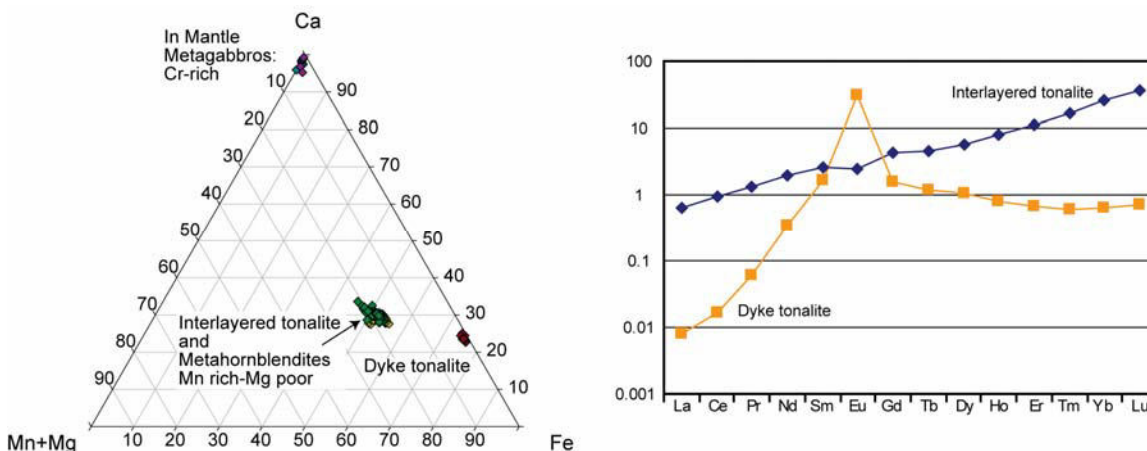 Ca
In Mantle
Metagabbros:
Cr-rich
10
90
20
80
30
70
40
60
50
50
60
40
70
30
80
20
90
10
Interlayered tonalite
and
Metahornblendites
Mn rich-Mg poor
Dyke tonalite
Mn+Mg 10 20 30 40 50 60 70 80 90 Fe
100
10
1
0.1
0.01
0.001
Interlayered tonalite
Dyke tonalite
La Ce Pr Nd Sm Eu Gd Tb Dy Ho Er Tm Yb Lu